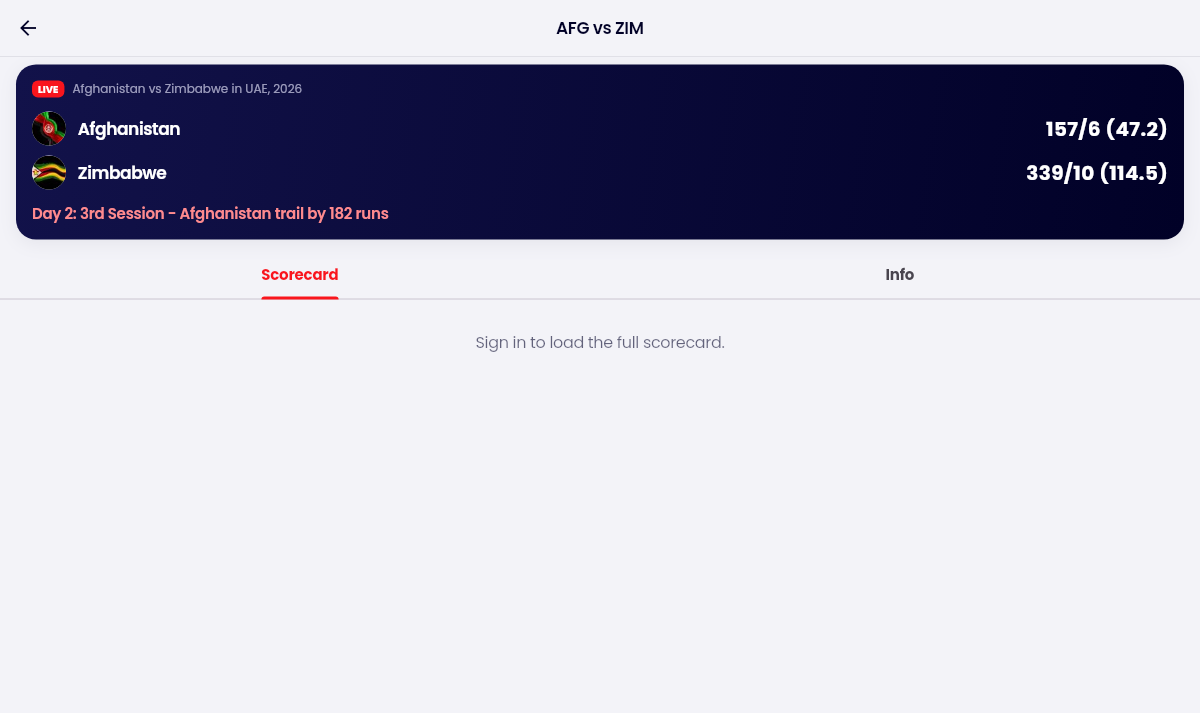 AFG vs ZIM
LIVE Afghanistan vs Zimbabwe in UAE, 2026
Afghanistan 157/6 (47.2)
Zimbabwe 339/10 (114.5)
Day 2: 3rd Session - Afghanistan trail by 182 runs
Scorecard Info
Sign in to load the full scorecard.